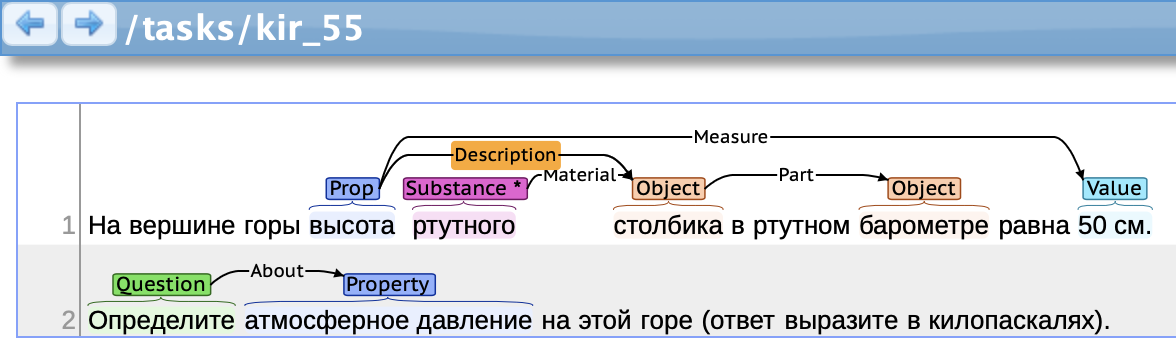 /tasks/kir_55
Measure
Description
Prop Substance * Material Object Part Object Value
1 На вершине горы высота ртутного столбика в ртутном барометре равна 50 см.
About
Question Property
2 Определите атмосферное давление на этой горе (ответ выразите в килопаскалях).